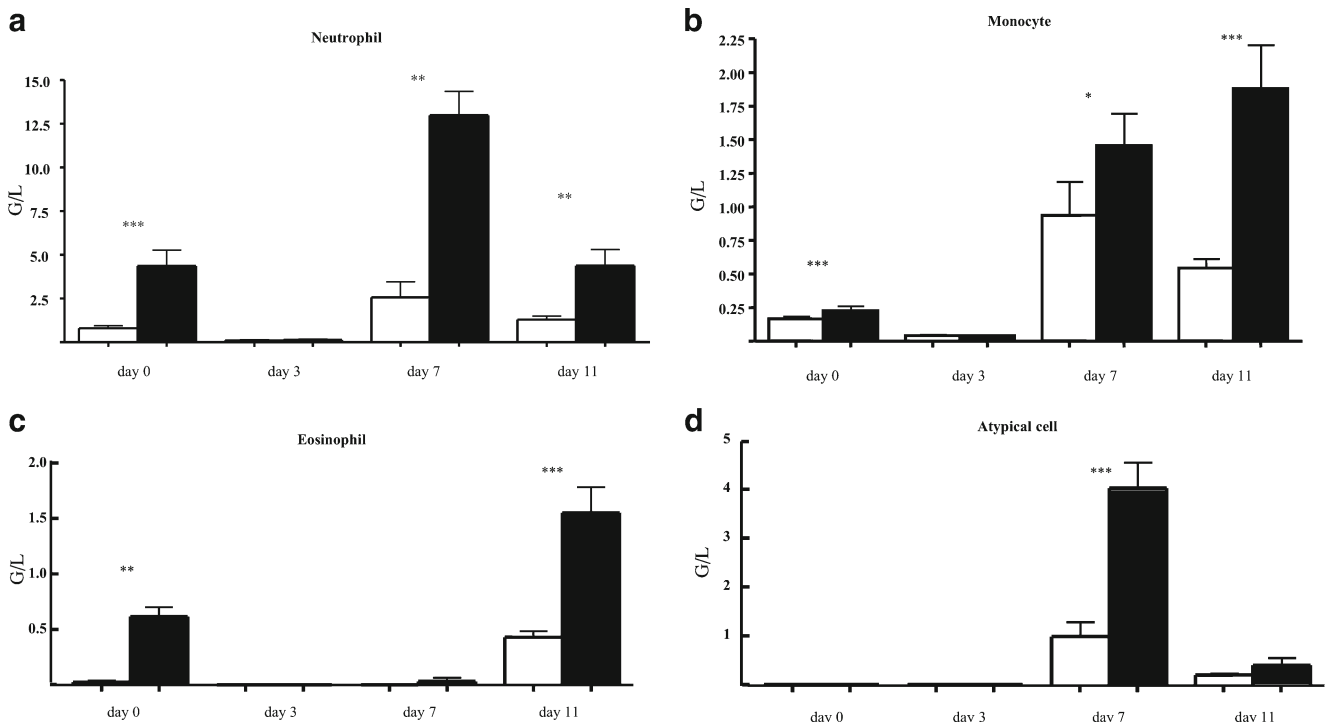 a
Neutrophil
15.0
12.5
10.0
7.5
5.0
2.5
G/L
***
**
**
day 0
day 3
day 7
day 11
b
Monocyte
2.25
2.00
1.75
1.50
1.25
1.00
0.75
0.50
0.25
G/L
***
*
***
day 0
day 3
day 7
day 11
c
Eosinophil
2.0
1.5
1.0
0.5
G/L
**
***
day 0
day 3
day 7
day 11
d
Atypical cell
5
4
3
2
1
G/L
***
day 0
day 3
day 7
day 11